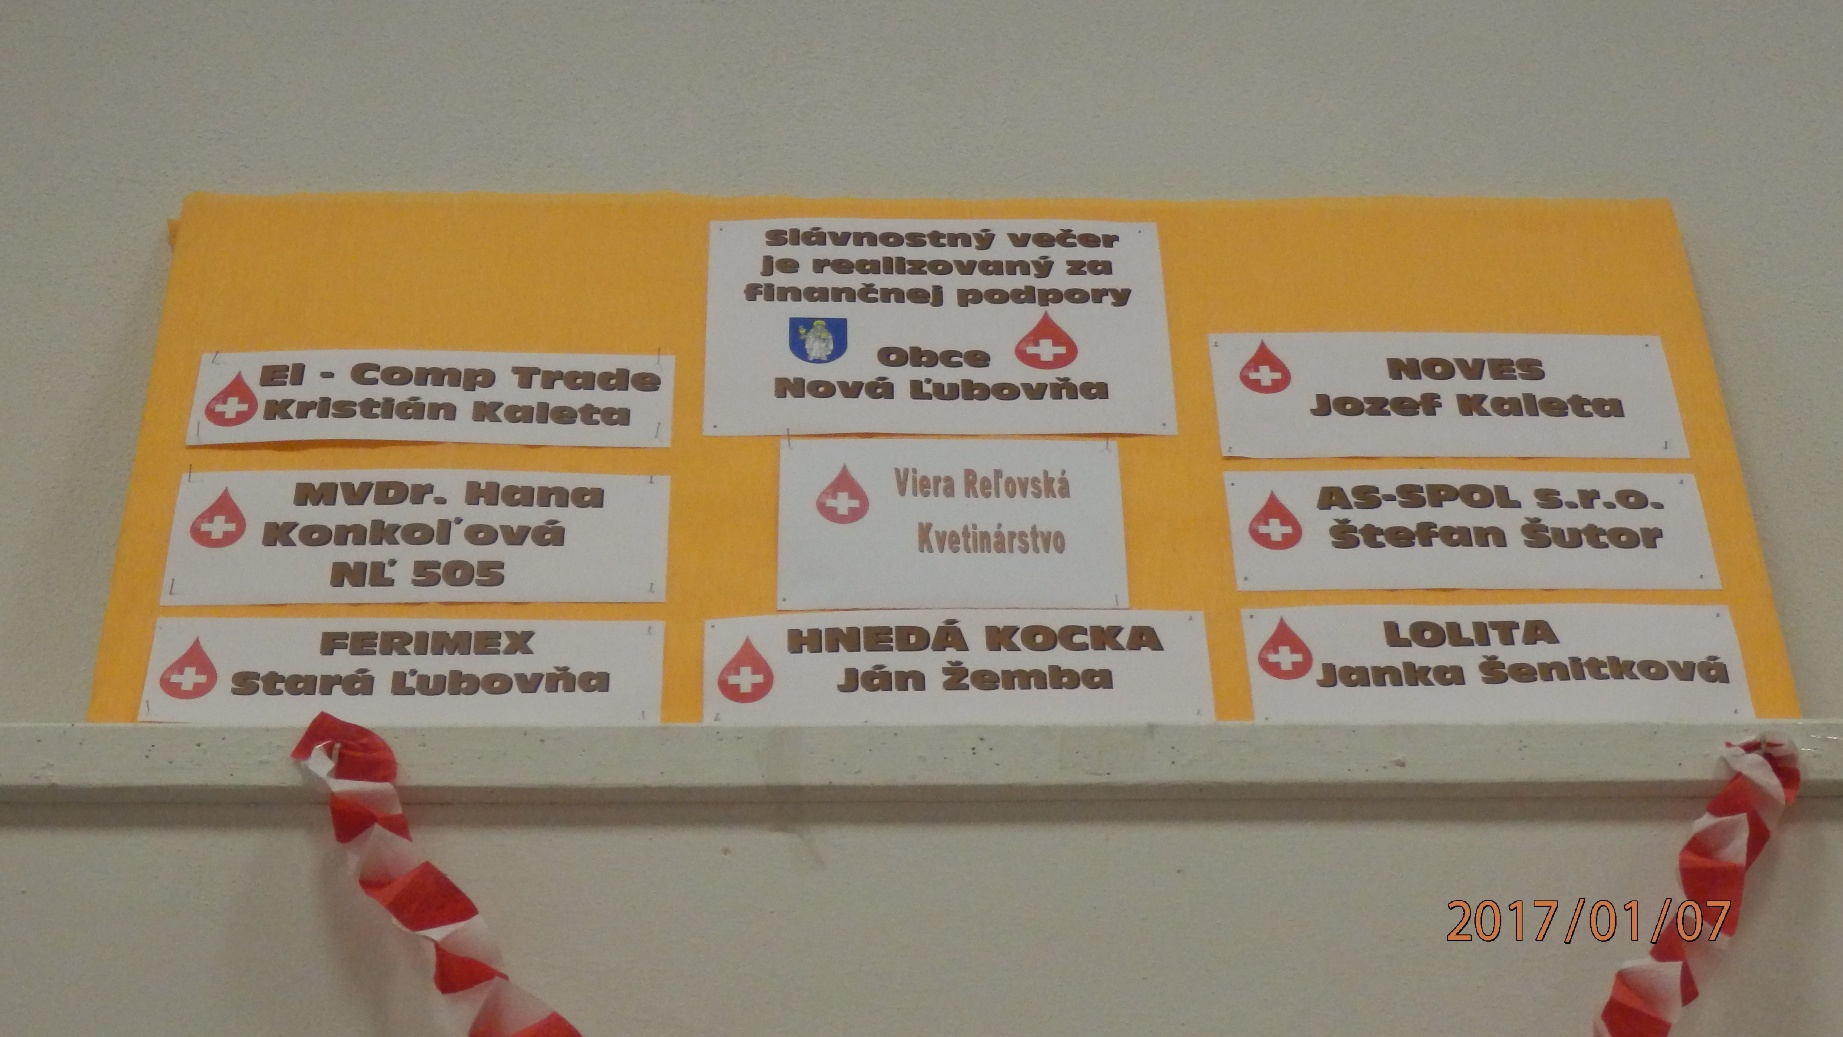 Slávnostný večer
je realizovaný za
finančnej podpory
Obce
Nová Ľubovňa
El - Comp Trade
Kristián Kaleta
NOVES
Jozef Kaleta
MVDr. Hana
Konkoľová
NĽ 505
Viera Reľovská
Kvetinárstvo
AS-SPOL s.r.o.
Štefan Šutor
FERIMEX
Stará Ľubovňa
HNEDÁ KOCKA
Ján Žemba
LOLITA
Janka Šenitková
2017/01/07